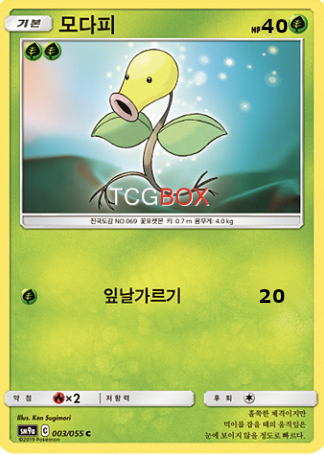 기본 모다피 HP 40
TCGBOX
전국도감 NO.069 꽃포켓몬 키: 0.7 m 몸무게: 4.0 kg
잎날가르기 20
약점 ×2 저항력 후퇴
Illus. Ken Sugimori
SM9a C 003/055 C
©2019 Pokémon
홀쭉한 체격이지만
먹이를 잡을 때의 움직임은
눈에 보이지 않을 정도로 빠르다.